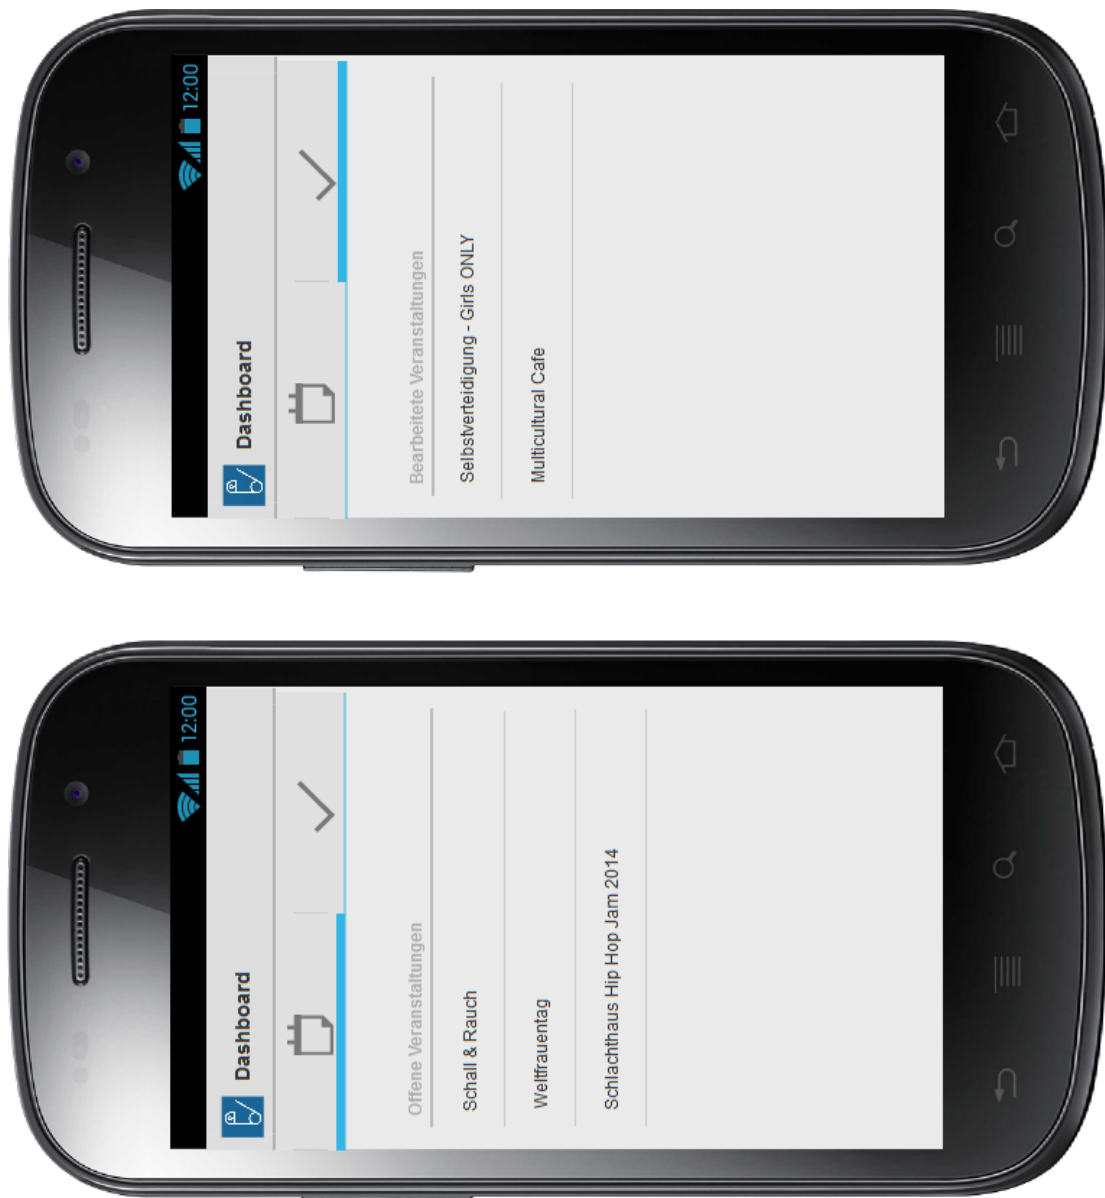 12:00
Dashboard
Offene Veranstaltungen
Schall & Rauch
Weltfrauentag
Schlachthaus Hip Hop Jam 2014
12:00
Dashboard
Bearbeitete Veranstaltungen
Selbstverteidigung - Girls ONLY
Multicultural Cafe